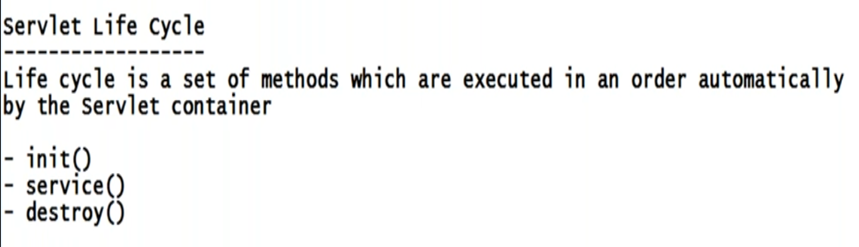 Servlet Life Cycle
------------------
Life cycle is a set of methods which are executed in an order automatically
by the Servlet container
- init()
- service()
- destroy()